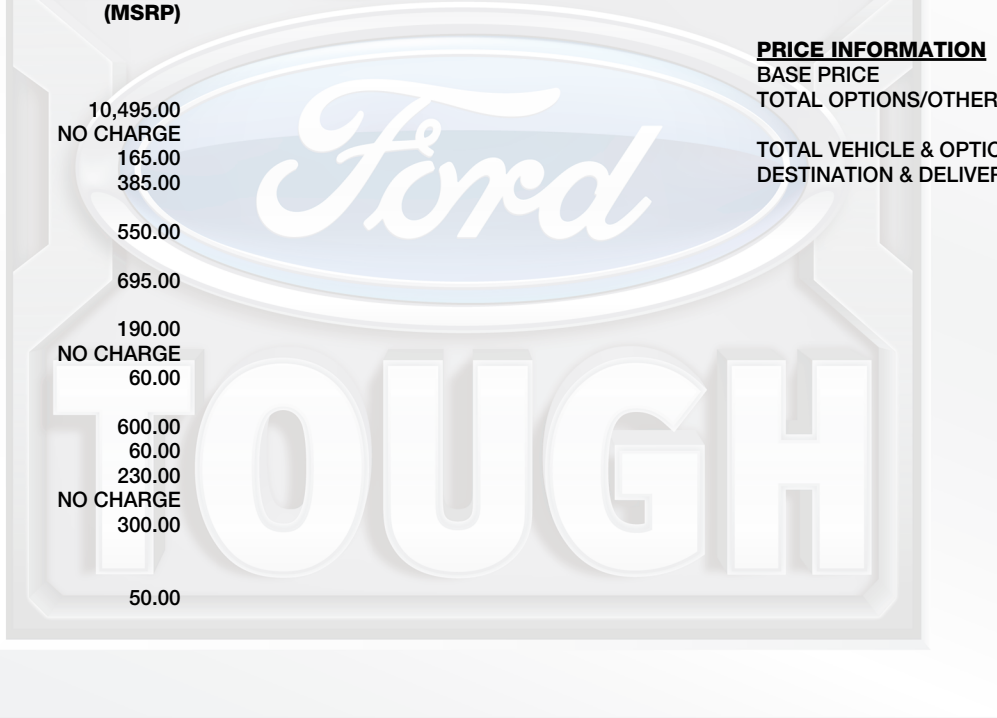 (MSRP)
10,495.00
NO CHARGE
165.00
385.00
550.00
695.00
190.00
NO CHARGE
60.00
600.00
60.00
230.00
NO CHARGE
300.00
50.00
PRICE INFORMATION
BASE PRICE
TOTAL OPTIONS/OTHER
TOTAL VEHICLE & OPTIO
DESTINATION & DELIVER
Ford
TOUGH